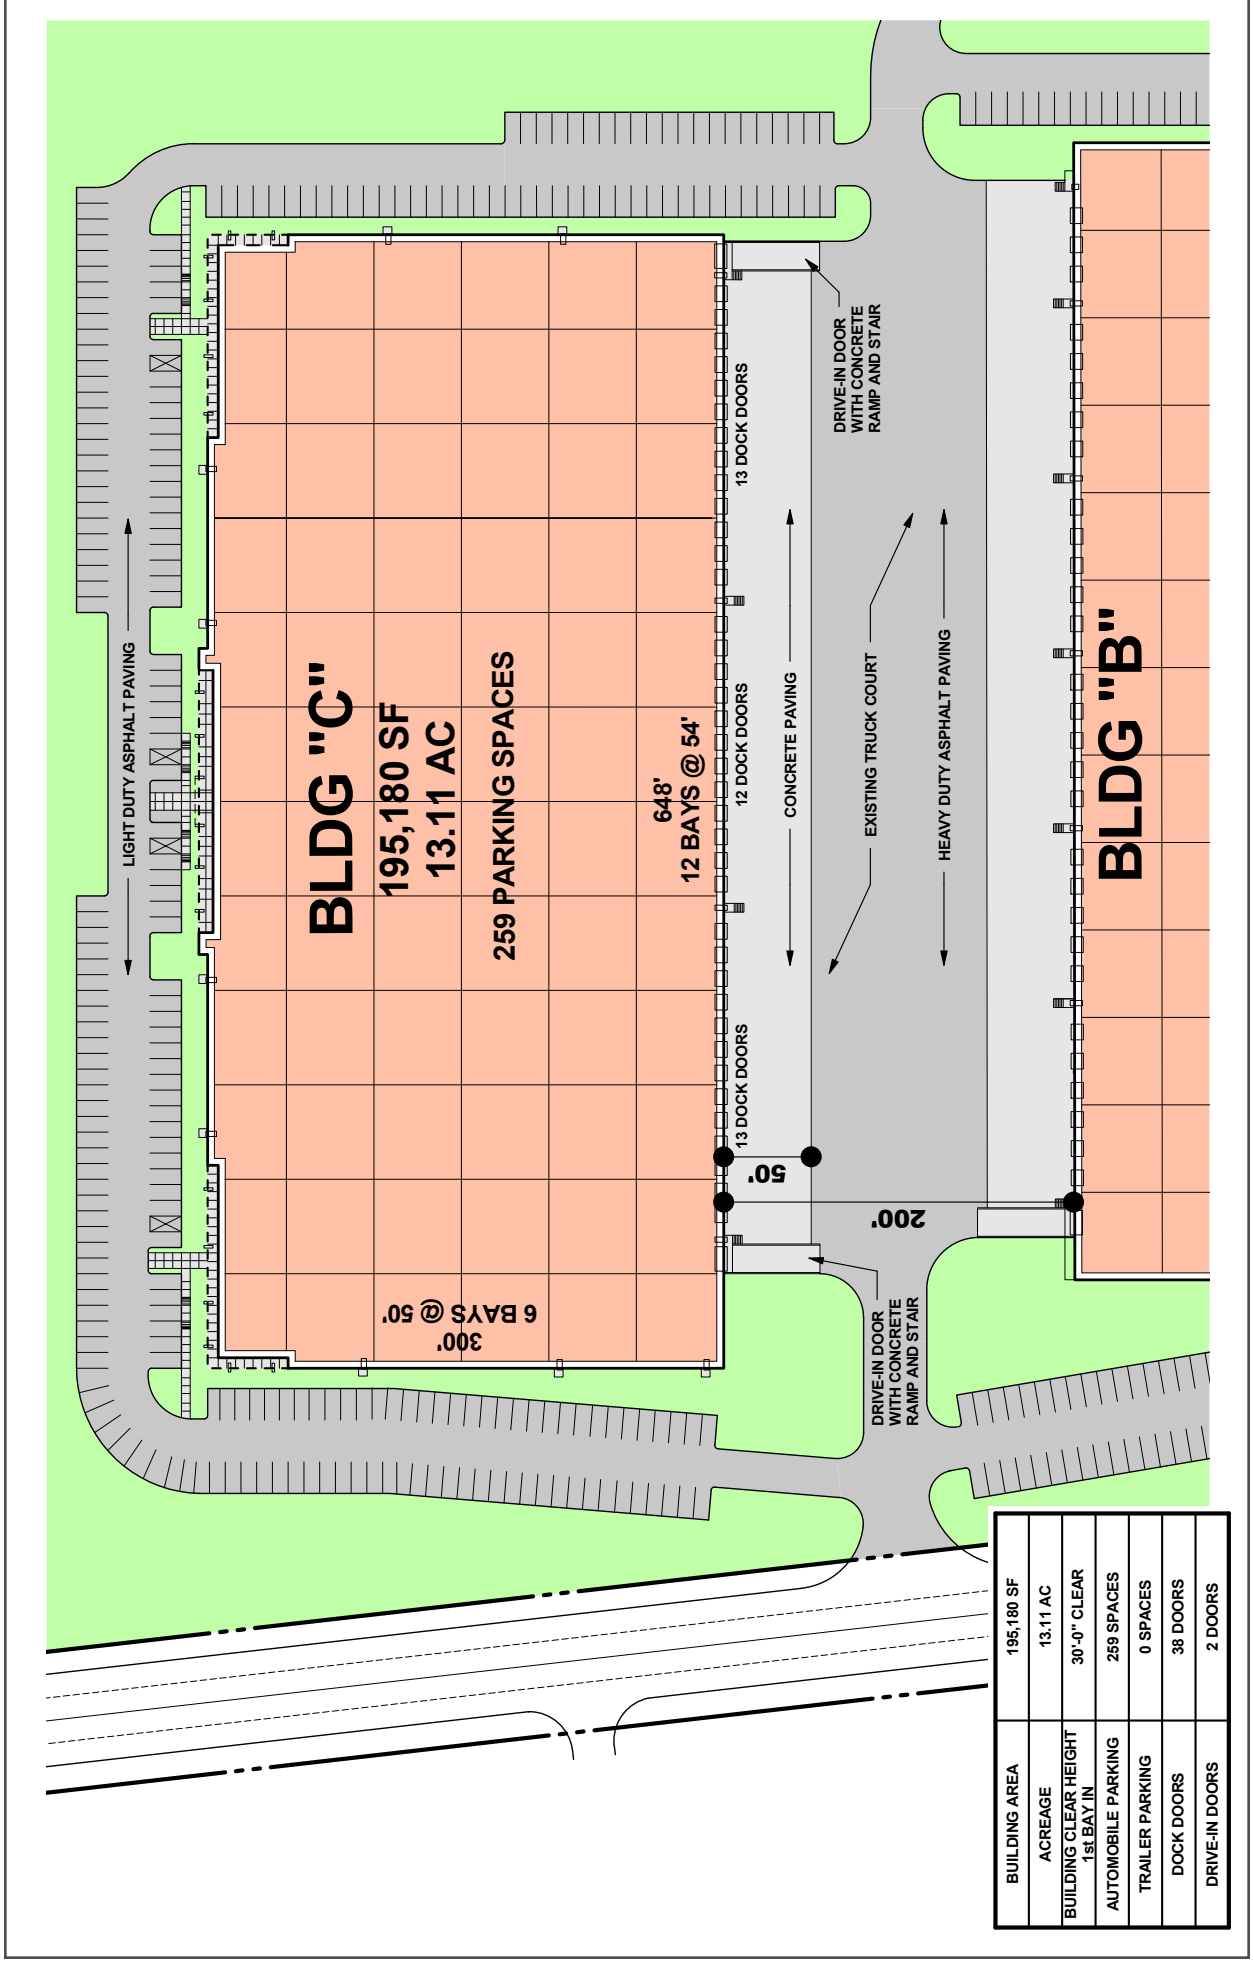 LIGHT DUTY ASPHALT PAVING
BLDG "C"
195,180 SF
13.11 AC
259 PARKING SPACES
648'
12 BAYS @ 54'
300'
6 BAYS @ 50'
13 DOCK DOORS
12 DOCK DOORS
13 DOCK DOORS
CONCRETE PAVING
EXISTING TRUCK COURT
HEAVY DUTY ASPHALT PAVING
DRIVE-IN DOOR
WITH CONCRETE
RAMP AND STAIR
DRIVE-IN DOOR
WITH CONCRETE
RAMP AND STAIR
50'
200'
BLDG "B"
BUILDING AREA 195,180 SF
ACREAGE 13.11 AC
BUILDING CLEAR HEIGHT
1st BAY IN 30'-0" CLEAR
AUTOMOBILE PARKING 259 SPACES
TRAILER PARKING 0 SPACES
DOCK DOORS 38 DOORS
DRIVE-IN DOORS 2 DOORS